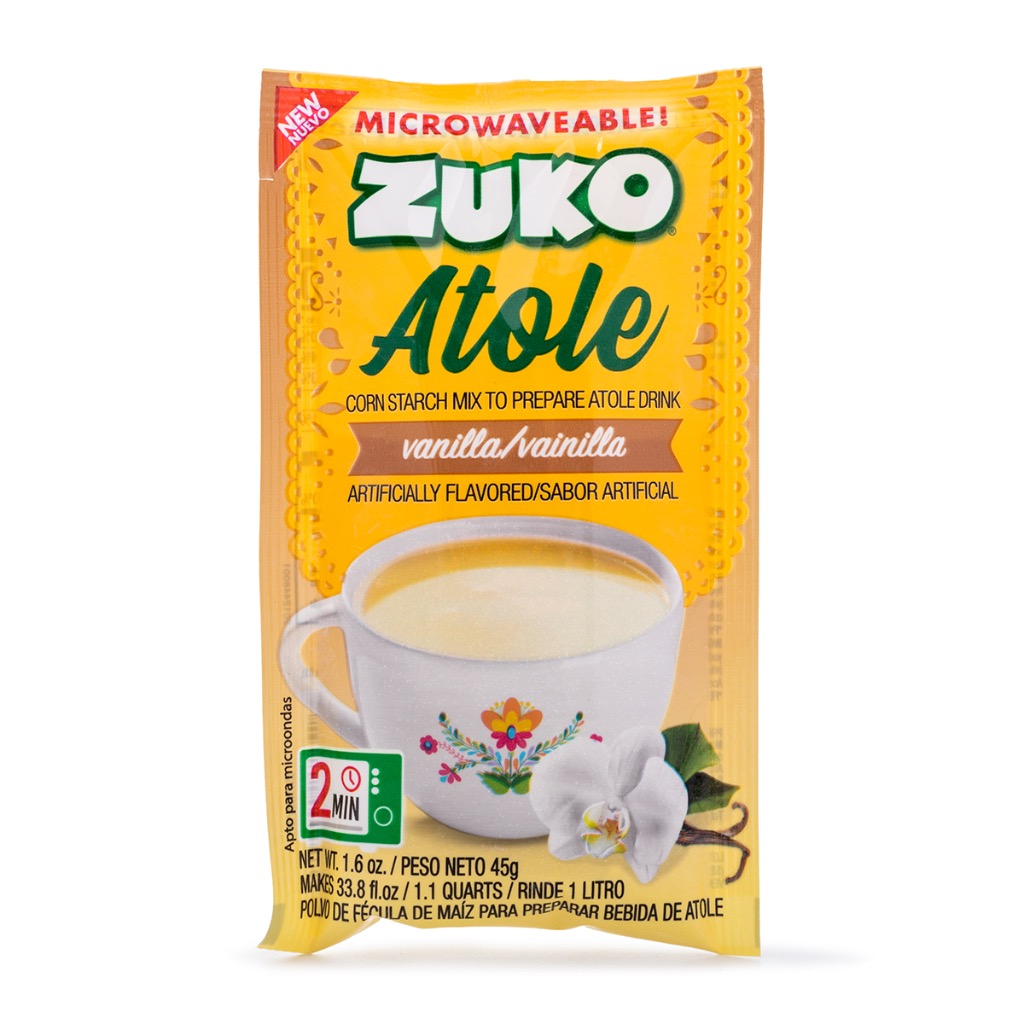 NEW
NUEVO
MICROWAVEABLE!
ZUKO®
Atole
CORN STARCH MIX TO PREPARE ATOLE DRINK
vanilla/vainilla
ARTIFICIALLY FLAVORED/SABOR ARTIFICIAL
Apto para microondas
2
MIN
NET WT. 1.6 oz. / PESO NETO 45g
MAKES 33.8 fl.oz / 1.1 QUARTS / RINDE 1 LITRO
POLVO DE FÉCULA DE MAÍZ PARA PREPARAR BEBIDA DE ATOLE